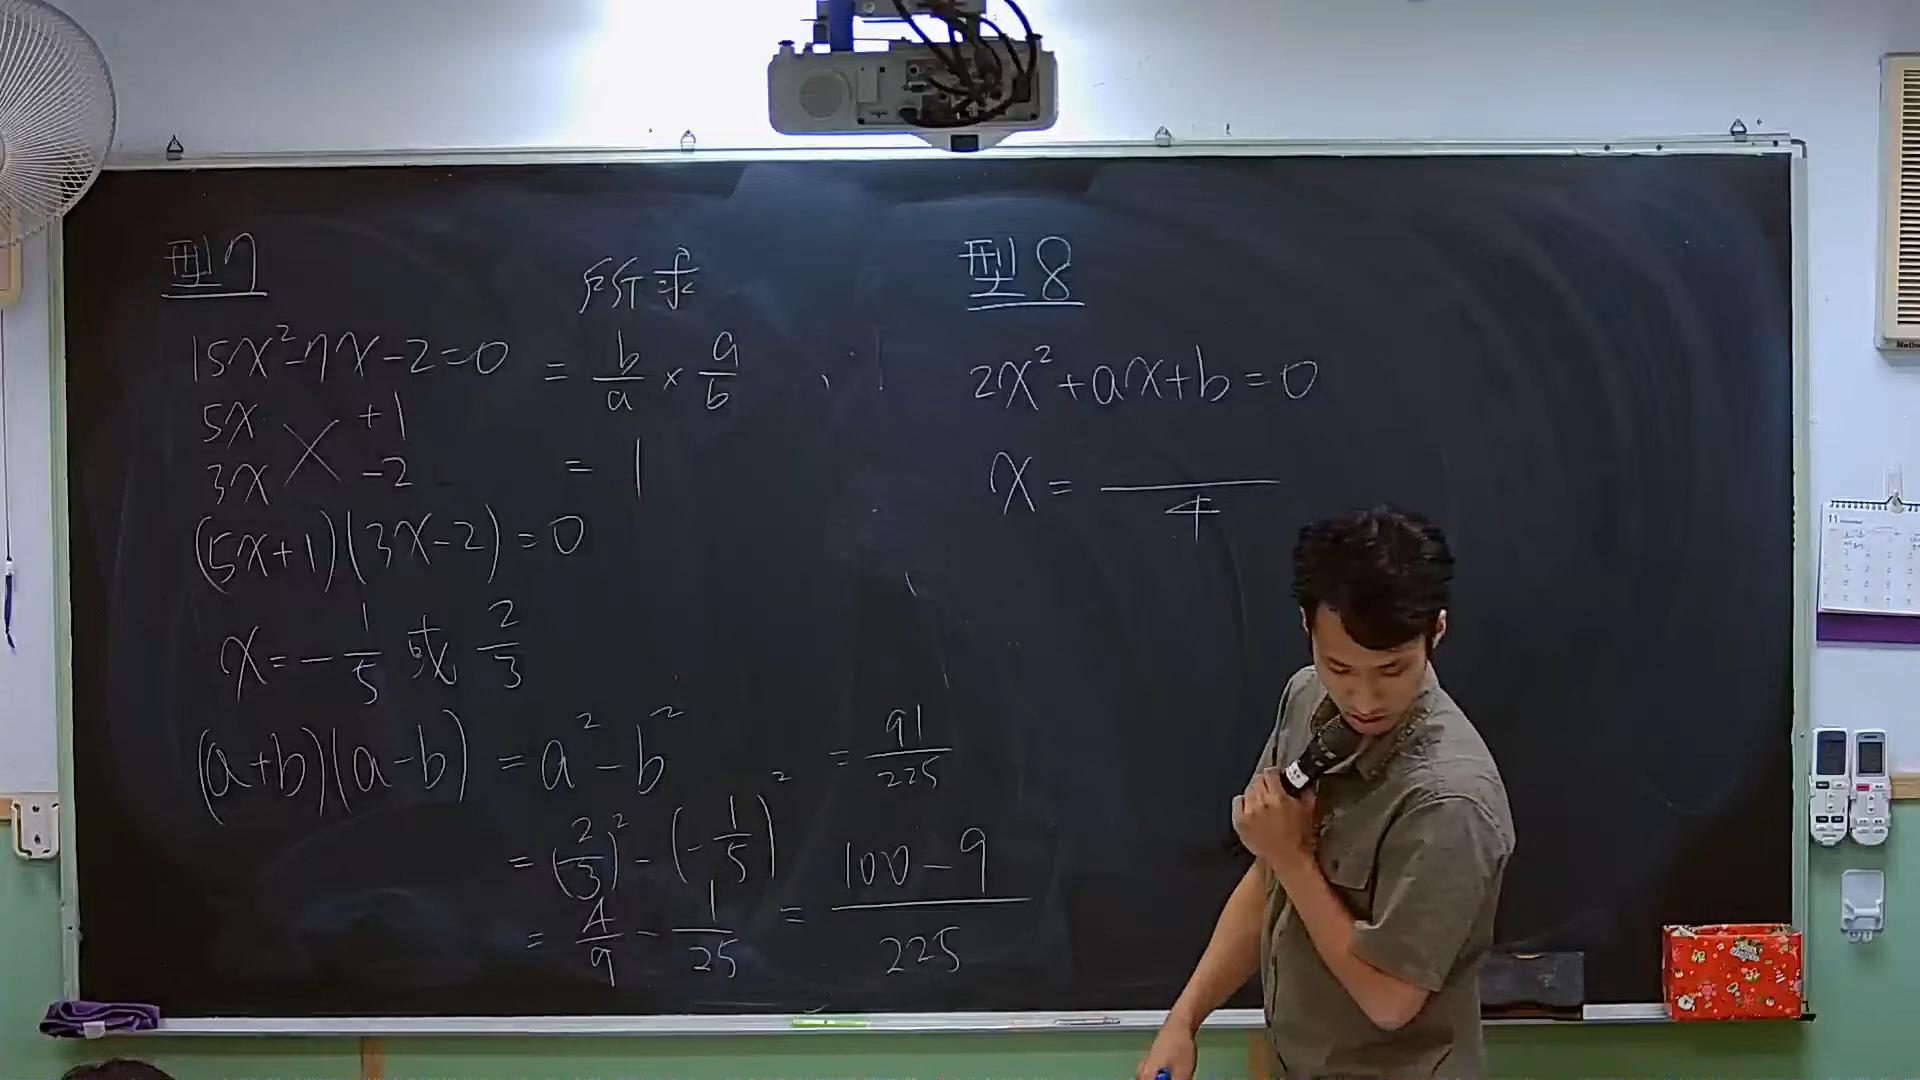 型7
15x²-7x-2=0
5x +1
3x -2
(5x+1)(3x-2)=0
x=-1/5 或 2/3
(a+b)(a-b) = a²-b²
= (2/3)² - (-1/5)²
= 4/9 - 1/25 = (100-9)/225
= 91/225
所求
= b/a × a/b
= 1
型8
2x²+ax+b=0
x= ―/4
11